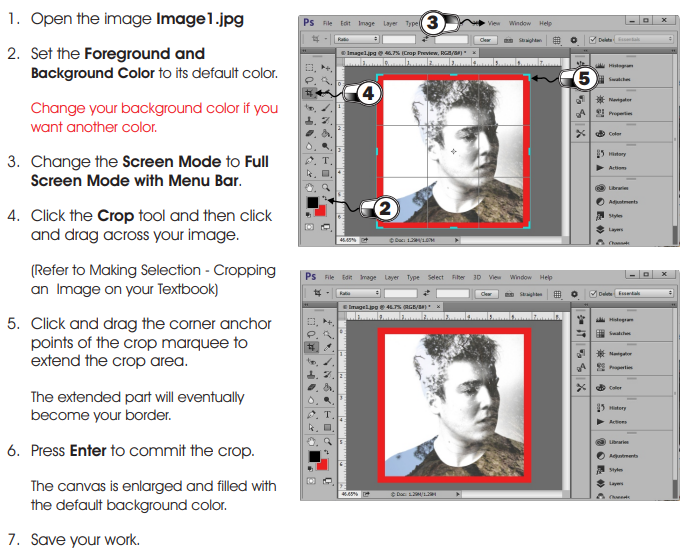 1. Open the image Image1.jpg
2. Set the Foreground and
Background Color to its default color.
Change your background color if you
want another color.
3. Change the Screen Mode to Full
Screen Mode with Menu Bar.
4. Click the Crop tool and then click
and drag across your image.
(Refer to Making Selection - Cropping
an Image on your Textbook)
5. Click and drag the corner anchor
points of the crop marquee to
extend the crop area.
The extended part will eventually
become your border.
6. Press Enter to commit the crop.
The canvas is enlarged and filled with
the default background color.
7. Save your work.
Ps File Edit Image Layer Type 3 View Window Help
Ratio Clear Straighten Delete Essentials
Image1.jpg @ 46.7% (Crop Preview, RGB/8#) * ×
5
4
2
Histogram
Swatches
Navigator
Properties
Color
History
Actions
Libraries
Adjustments
Styles
Layers
Channels
46.65% Doc: 1.29M/1.07M
Ps File Edit Image Layer Type Select Filter 3D View Window Help
Ratio Clear Straighten Delete Essentials
Image1.jpg @ 46.7% (RGB/8#) * ×
Histogram
Swatches
Navigator
Properties
Color
History
Actions
Libraries
Adjustments
Styles
Layers
Channels
46.65% Doc: 1.29M/1.29M